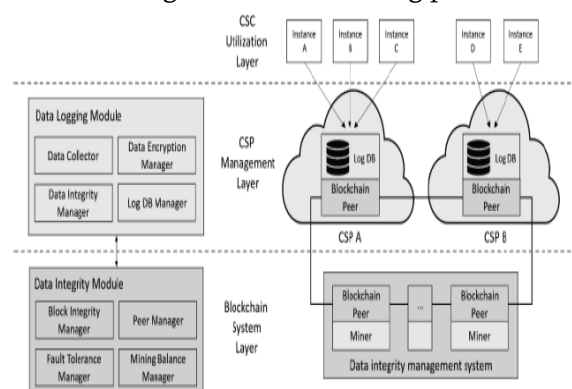 CSC
Utilization
Layer
Instance
A
Instance
B
Instance
C
Instance
D
Instance
E
Data Logging Module
Data Collector
Data Encryption
Manager
Data Integrity
Manager
Log DB Manager
CSP
Management
Layer
Log DB
Blockchain
Peer
CSP A
Log DB
Blockchain
Peer
CSP B
Data Integrity Module
Block Integrity
Manager
Peer Manager
Fault Tolerance
Manager
Mining Balance
Manager
Blockchain
System
Layer
Blockchain
Peer
Miner
...
Blockchain
Peer
Miner
Data integrity management system